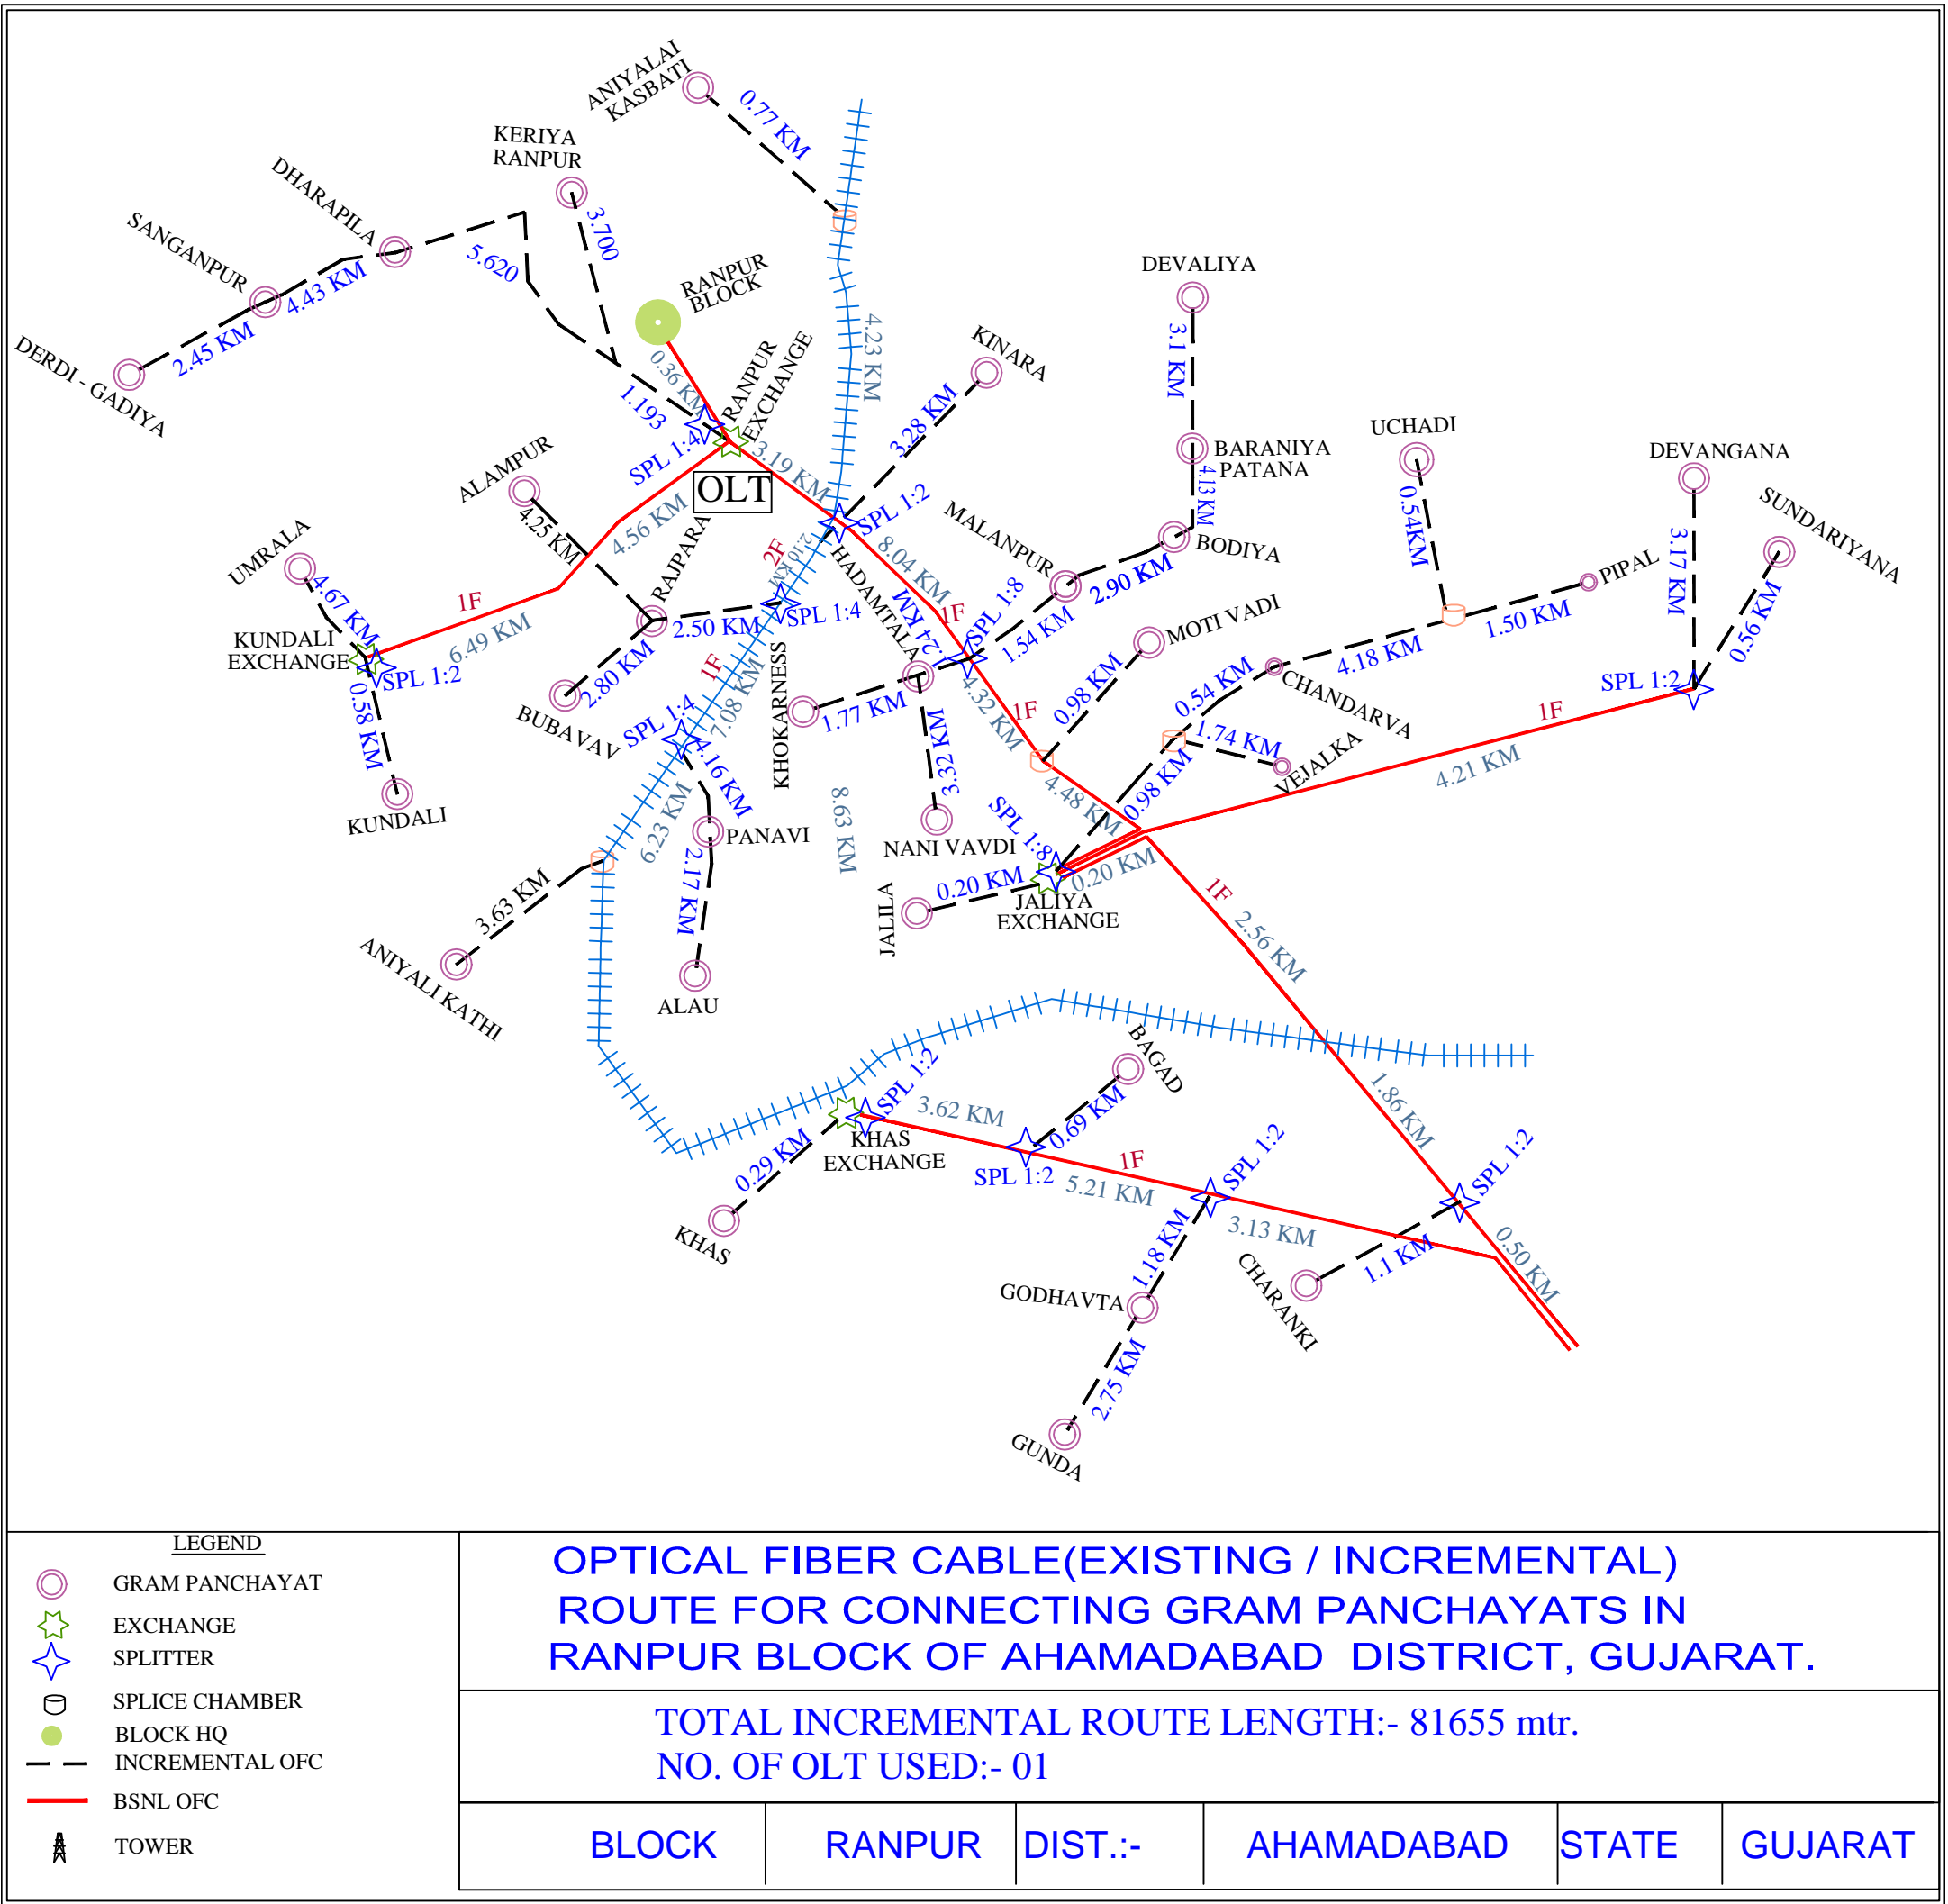 ANIYALAI
KASBATI
0.77 KM
KERIYA
RANPUR
3.700
DHARAPILA
5.620
SANGANPUR
4.43 KM
DERDI - GADIYA
2.45 KM
RANPUR
BLOCK
0.36 KM
RANPUR
EXCHANGE
1.193
SPL 1:4
OLT
3.19 KM
4.23 KM
KINARA
3.28 KM
SPL 1:2
DEVALIYA
3.1 KM
BARANIYA
PATANA
4.13 KM
BODIYA
MALANPUR
2.90 KM
1.54 KM
UCHADI
0.54KM
DEVANGANA
3.17 KM
SUNDARIYANA
0.56 KM
PIPAL
1.50 KM
4.18 KM
ALAMPUR
4.25 KM
4.56 KM
RAJPARA
UMRALA
4.67 KM
1F
6.49 KM
KUNDALI
EXCHANGE
SPL 1:2
0.58 KM
KUNDALI
2F
2.10 KM
HADAMTALA
8.04 KM
1F
SPL 1:8
1.24 KM
2.50 KM
SPL 1:4
2.80 KM
BUBAVAV
1F
7.08 KM
SPL 1:4
KHOKARNESS
1.77 KM
3.32 KM
NANI VAVDI
4.32 KM
1F
MOTI VADI
0.98 KM
0.54 KM
CHANDARVA
1.74 KM
VEJALKA
0.98 KM
SPL 1:2
1F
4.21 KM
4.16 KM
6.23 KM
PANAVI
2.17 KM
ALAU
8.63 KM
4.48 KM
SPL 1:8
0.20 KM
0.20 KM
JALILA
JALIYA
EXCHANGE
3.63 KM
ANIYALI KATHI
1F
2.56 KM
1.86 KM
BAGAD
0.69 KM
SPL 1:2
3.62 KM
KHAS
EXCHANGE
0.29 KM
KHAS
SPL 1:2
1F
5.21 KM
SPL 1:2
3.13 KM
SPL 1:2
0.50 KM
1.1 KM
CHARANKI
1.18 KM
GODHAVTA
2.75 KM
GUNDA
LEGEND
GRAM PANCHAYAT
EXCHANGE
SPLITTER
SPLICE CHAMBER
BLOCK HQ
INCREMENTAL OFC
BSNL OFC
TOWER
OPTICAL FIBER CABLE(EXISTING / INCREMENTAL)
ROUTE FOR CONNECTING GRAM PANCHAYATS IN
RANPUR BLOCK OF AHAMADABAD DISTRICT, GUJARAT.
TOTAL INCREMENTAL ROUTE LENGTH:- 81655 mtr.
NO. OF OLT USED:- 01
BLOCK RANPUR DIST.:- AHAMADABAD STATE GUJARAT